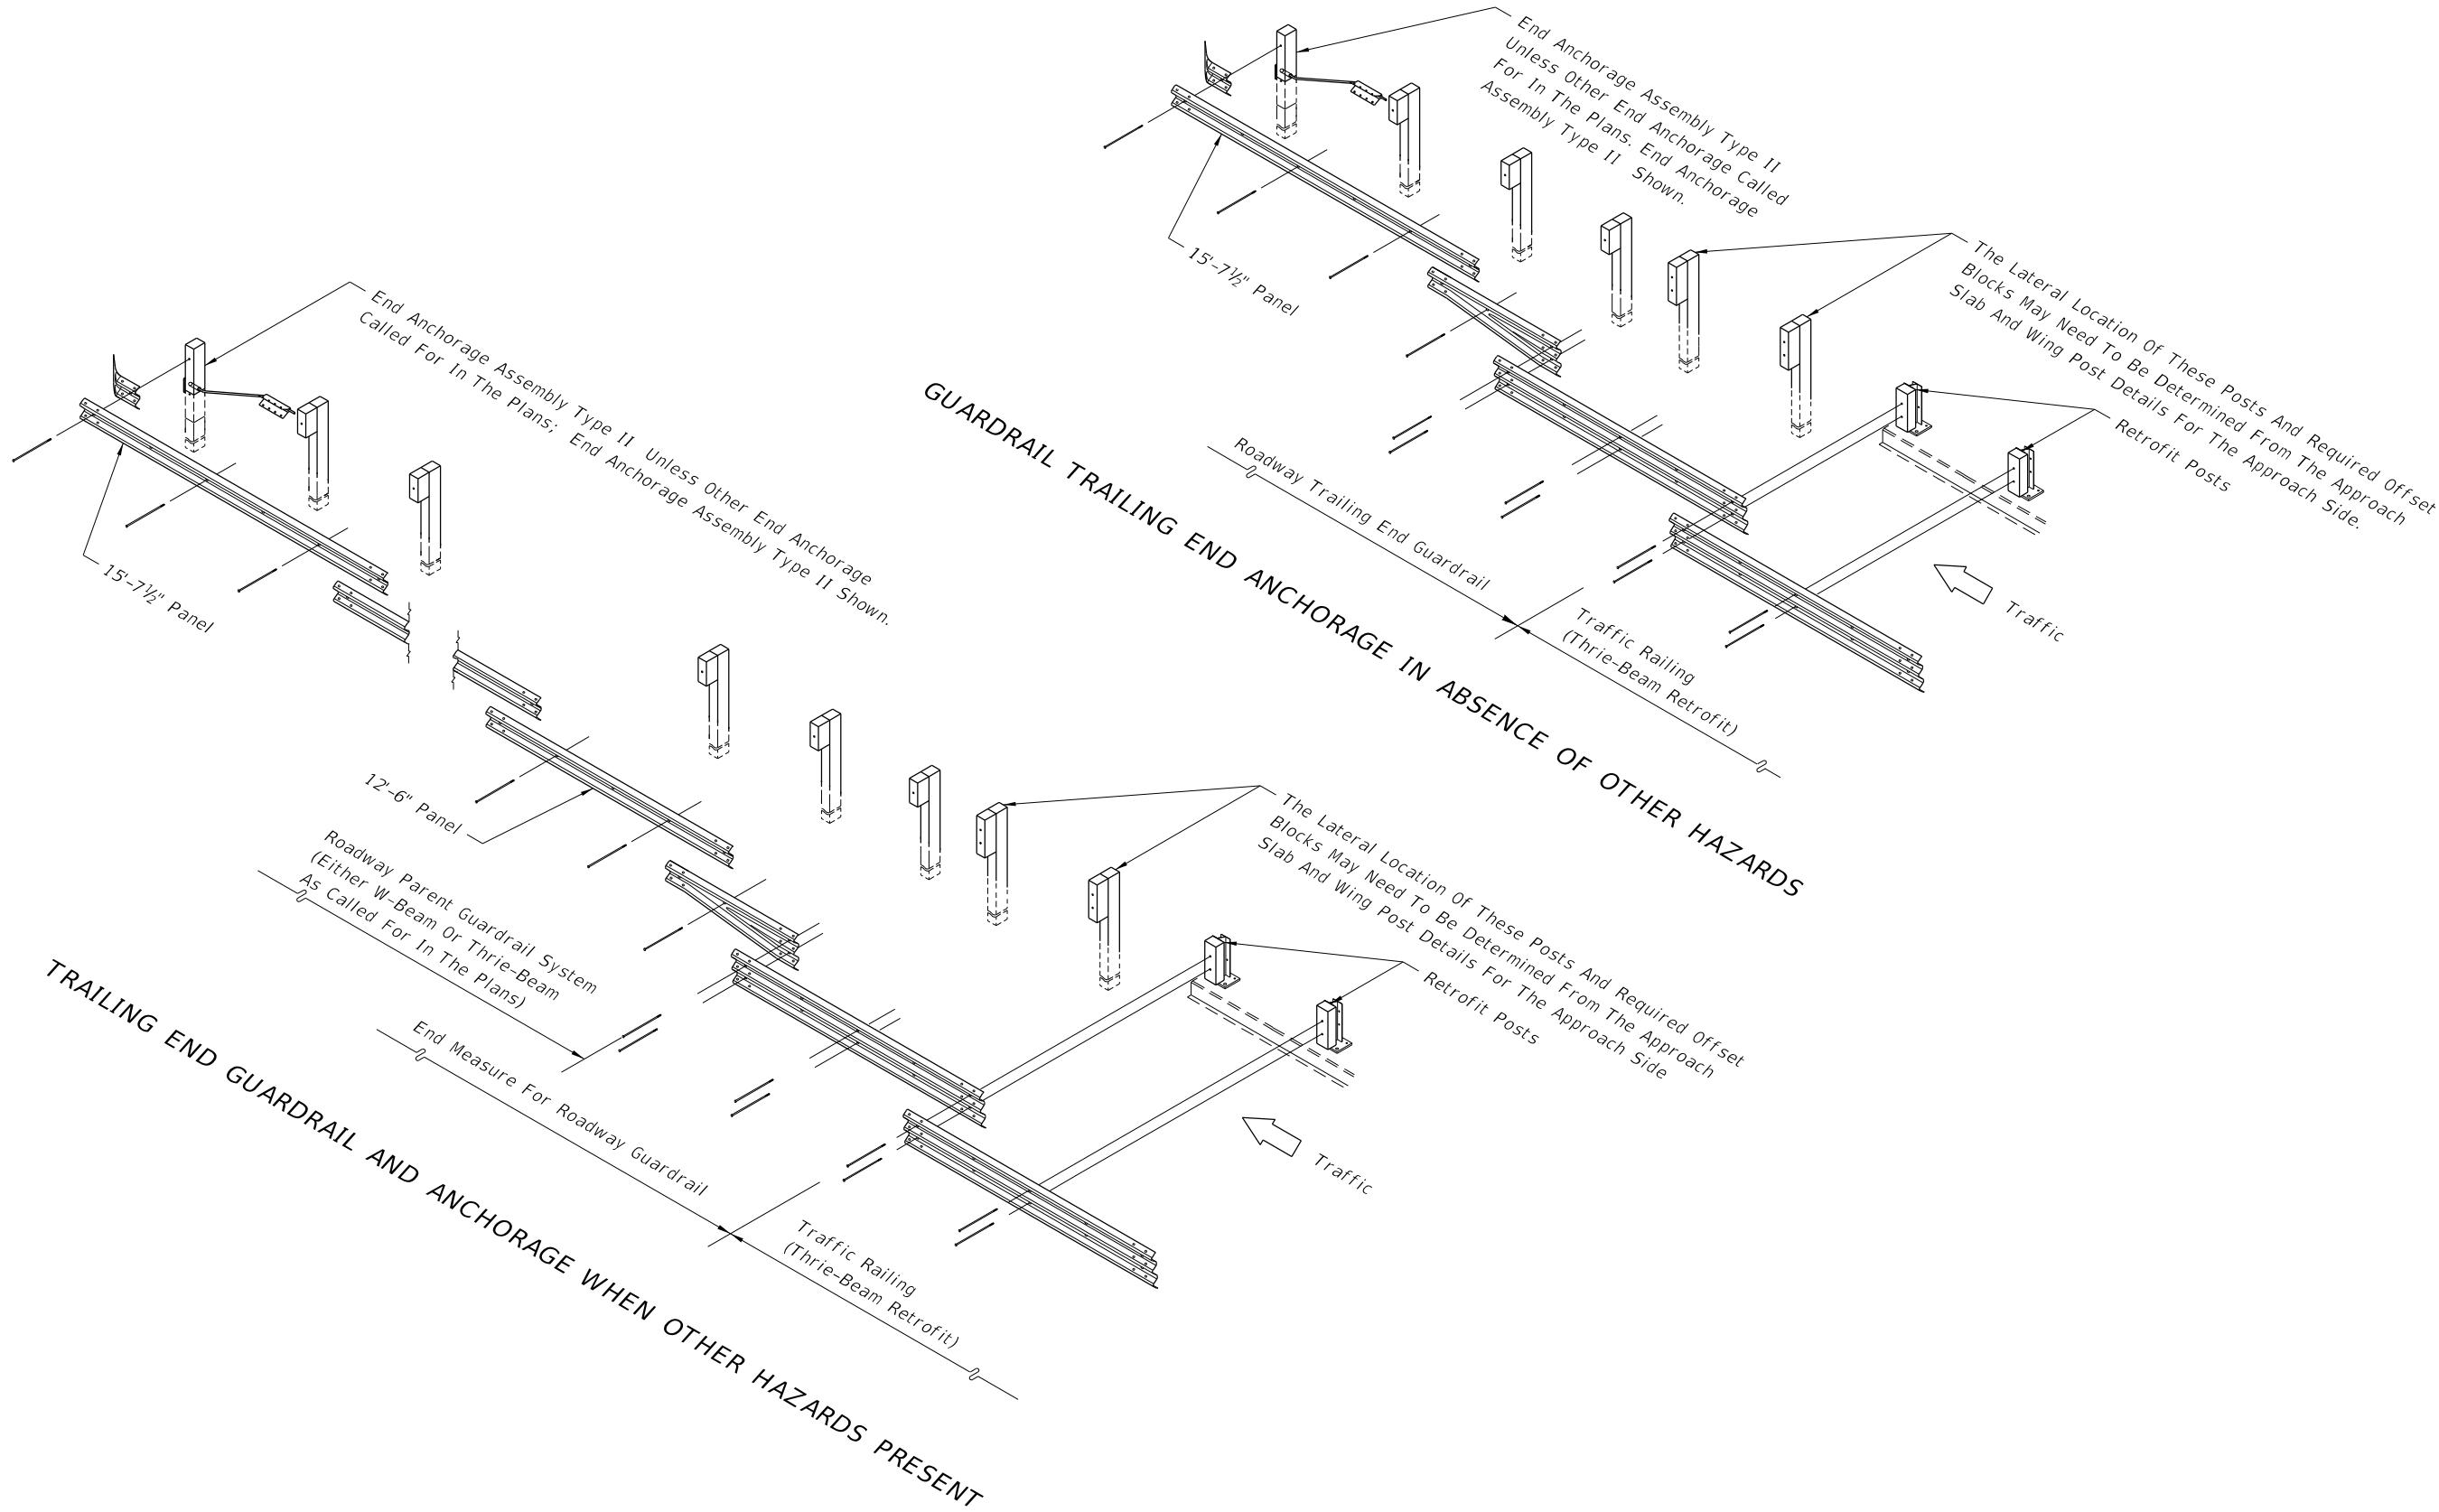 End Anchorage Assembly Type II
Unless Other End Anchorage Called
For In The Plans. End Anchorage
Assembly Type II Shown.
15'-7½" Panel
The Lateral Location Of These Posts And Required Offset
Blocks May Need To Be Determined From The Approach
Slab And Wing Post Details For The Approach Side.
Retrofit Posts
Traffic
Roadway Trailing End Guardrail
Traffic Railing
(Thrie-Beam Retrofit)
GUARDRAIL TRAILING END ANCHORAGE IN ABSENCE OF OTHER HAZARDS
End Anchorage Assembly Type II Unless Other End Anchorage
Called For In The Plans; End Anchorage Assembly Type II Shown.
15'-7½" Panel
12'-6" Panel
The Lateral Location Of These Posts And Required Offset
Blocks May Need To Be Determined From The Approach
Slab And Wing Post Details For The Approach Side
Retrofit Posts
Traffic
Roadway Parent Guardrail System
(Either W-Beam Or Thrie-Beam
As Called For In The Plans)
End Measure For Roadway Guardrail
Traffic Railing
(Thrie-Beam Retrofit)
TRAILING END GUARDRAIL AND ANCHORAGE WHEN OTHER HAZARDS PRESENT